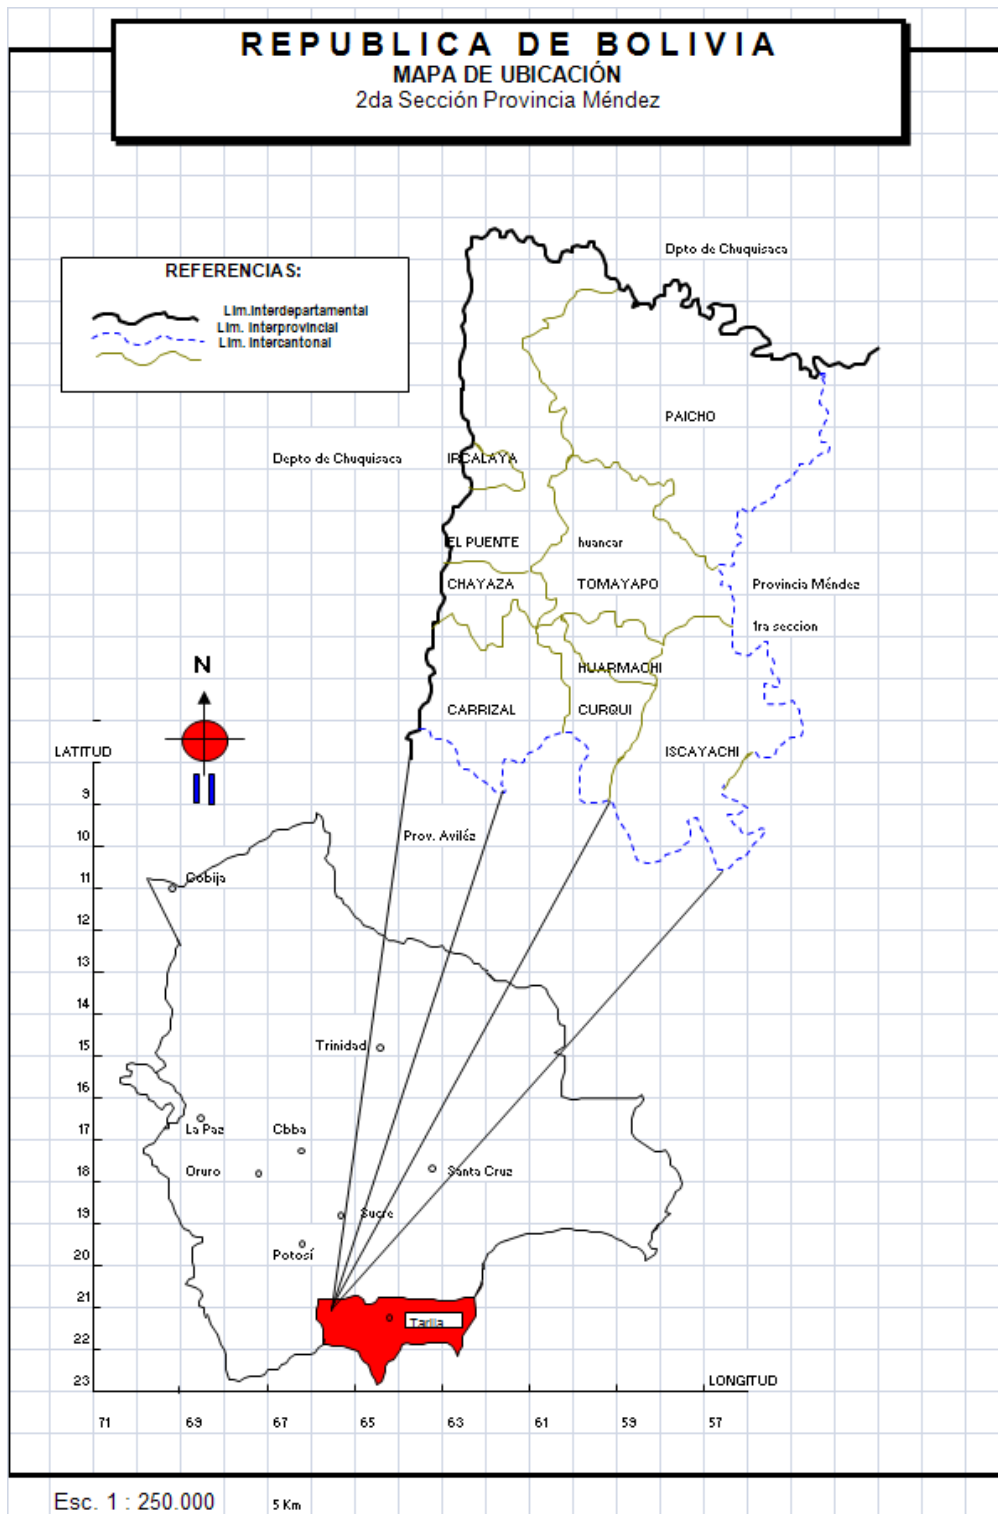 REPUBLICA DE BOLIVIA
MAPA DE UBICACIÓN
2da Sección Provincia Méndez
Dpto de Chuquisaca
REFERENCIAS:
Lim.Interdepartamental
Lim. Interprovincial
Lim. Intercantonal
PAICHO
Depto de Chuquisaca
IRCALAYA
EL PUENTE
huancar
CHAYAZA
TOMAYAPO
Provincia Méndez
1ra seccion
N
HUARMACHI
CARRIZAL
CURQUI
LATITUD
ISCAYACHI
9
10
Prov. Aviléz
11
Cobija
12
13
14
15
Trinidad
16
17
La Paz
Cbba
18
Oruro
Santa Cruz
19
Sucre
20
Potosí
21
Tarija
22
23
LONGITUD
71 69 67 65 63 61 59 57
Esc. 1 : 250.000 5 Km